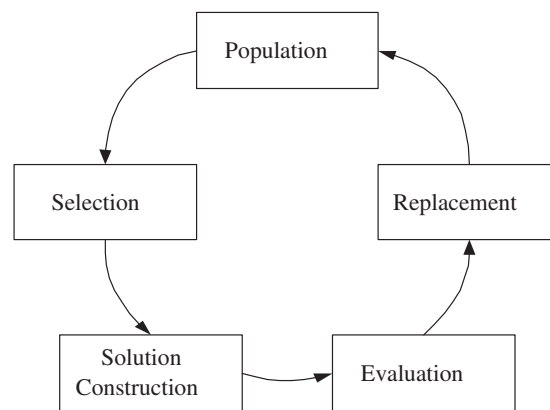 Population
Selection
Replacement
Solution
Construction
Evaluation